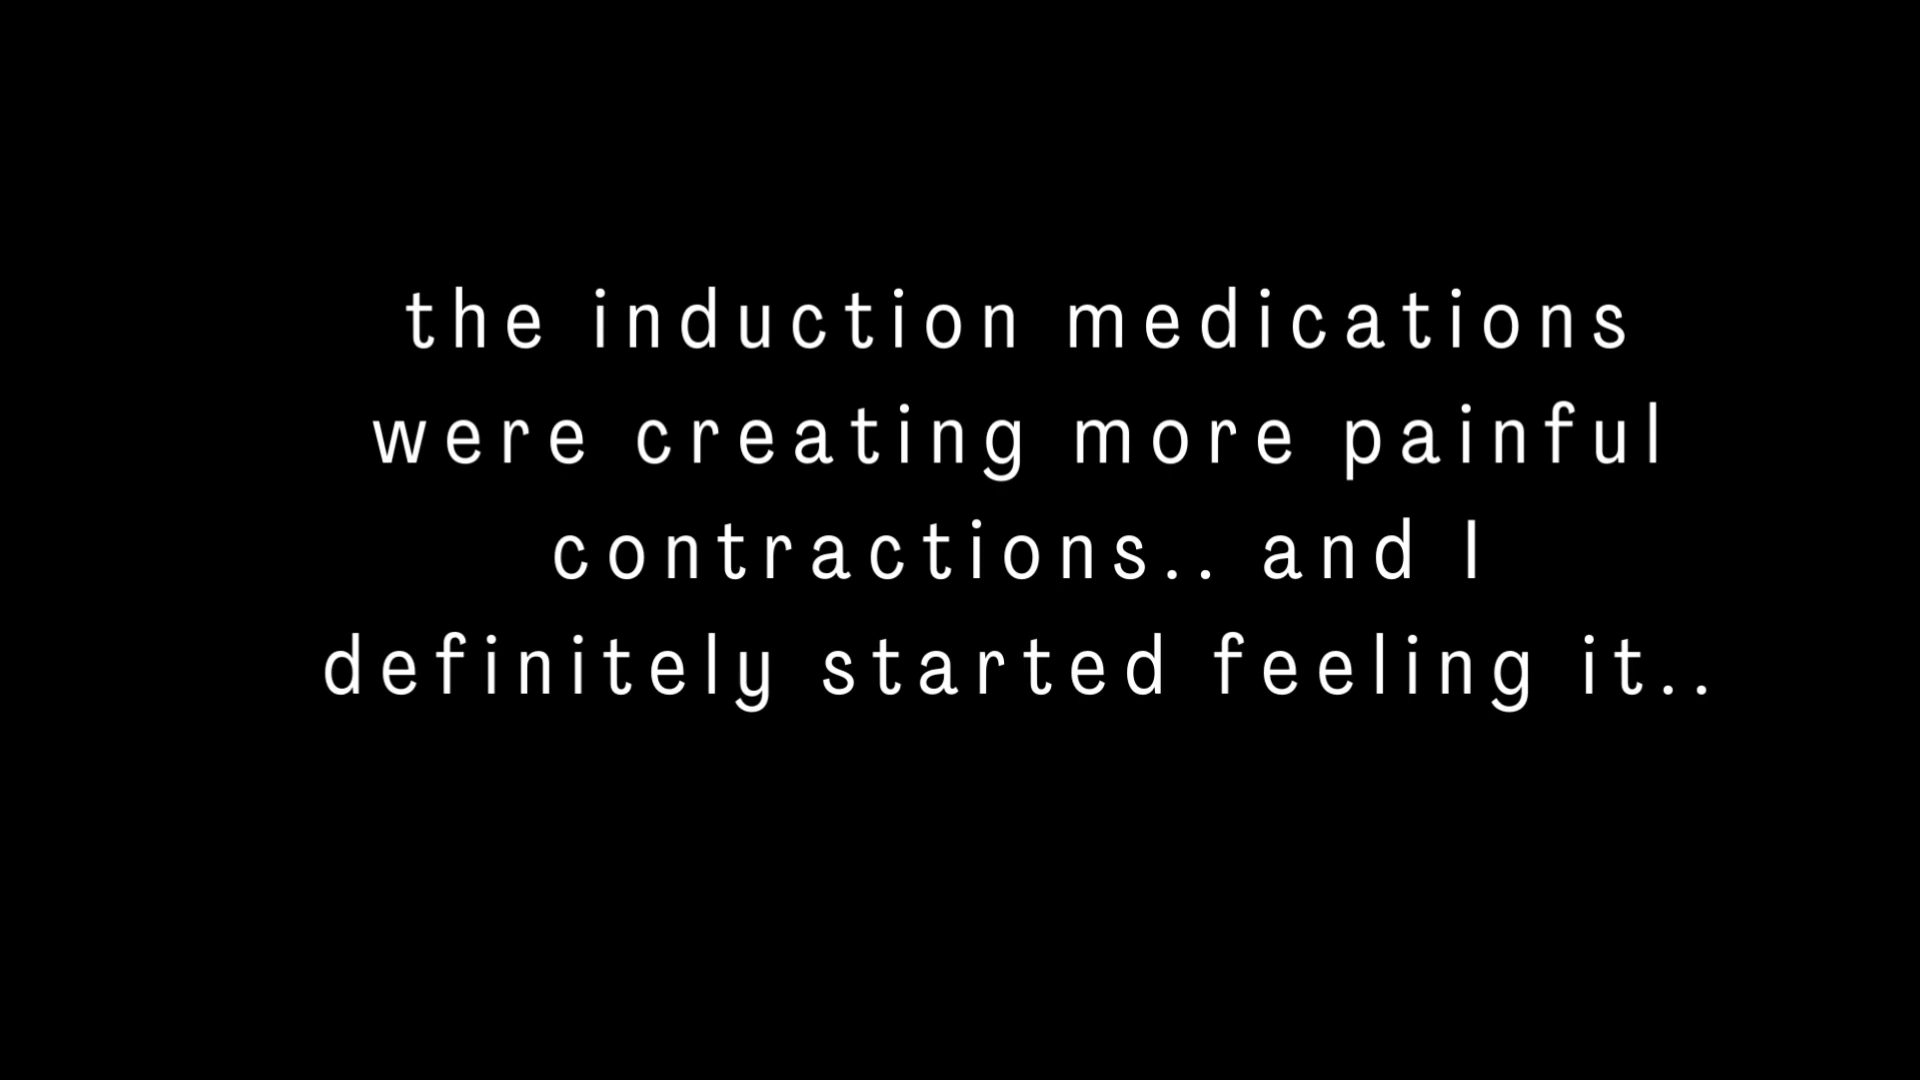 the induction medications
were creating more painful
contractions.. and I
definitely started feeling it..